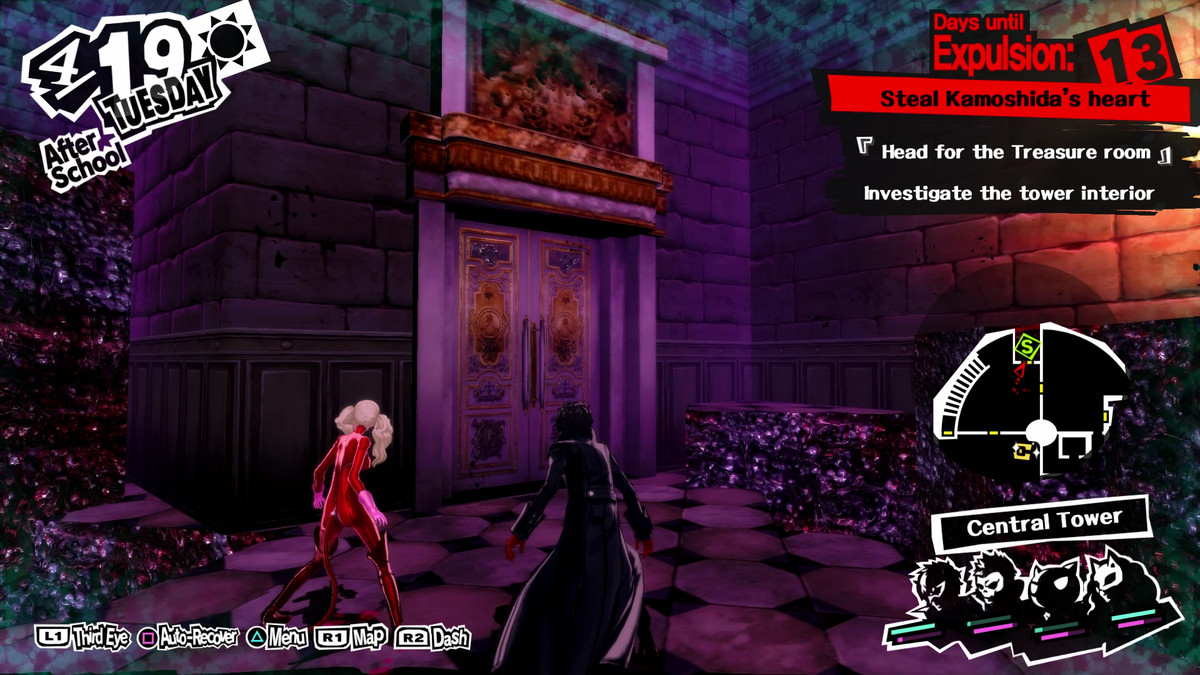 4/19
TUESDAY
After School
Days until
Expulsion: 13
Steal Kamoshida's heart
『Head for the Treasure room』
Investigate the tower interior
S
Central Tower
L1 Third Eye □ Auto-Recover △ Menu R1 Map R2 Dash